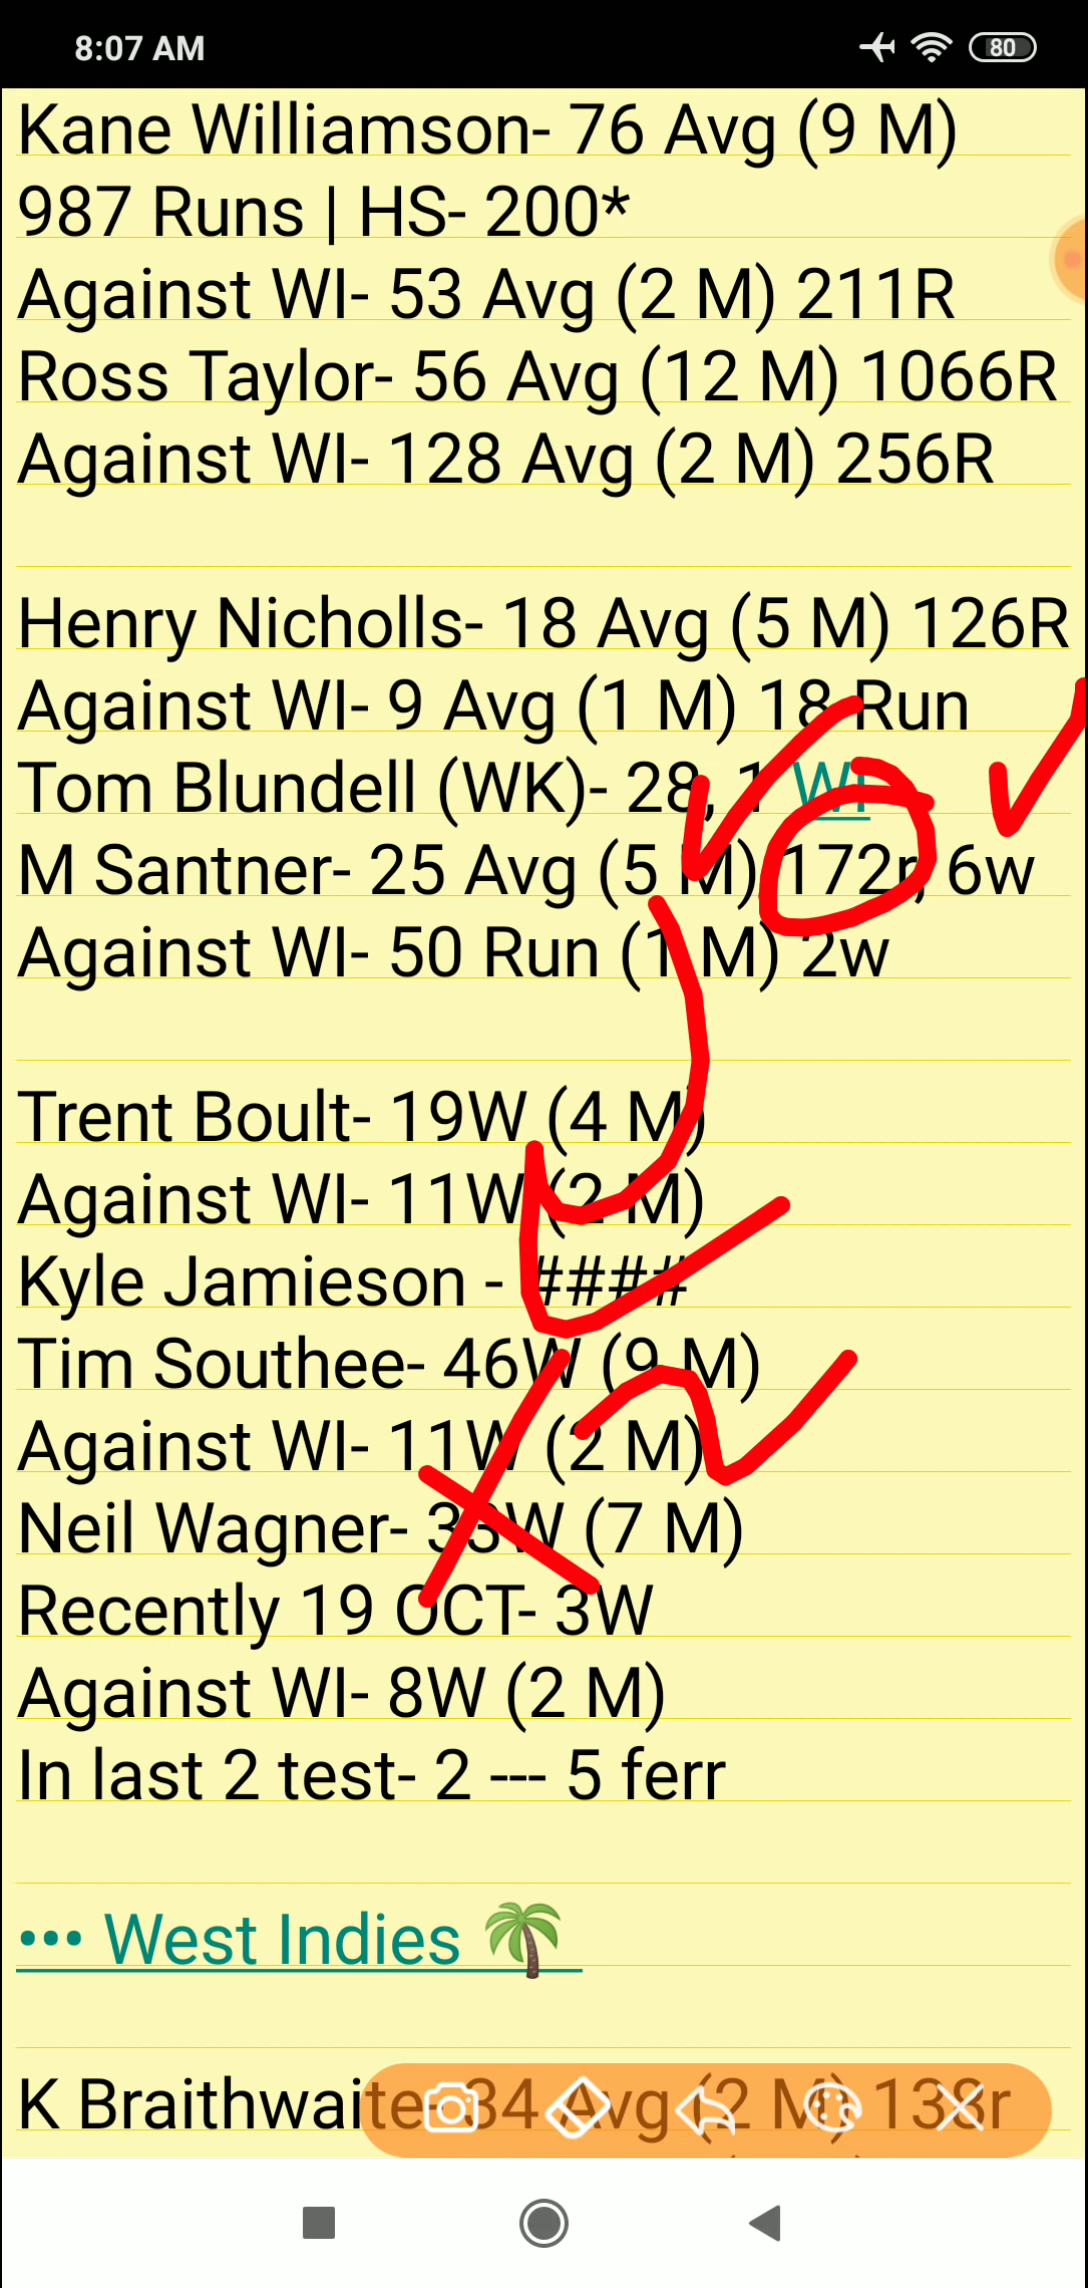 8:07 AM
80
Kane Williamson- 76 Avg (9 M)
987 Runs | HS- 200*
Against WI- 53 Avg (2 M) 211R
Ross Taylor- 56 Avg (12 M) 1066R
Against WI- 128 Avg (2 M) 256R
Henry Nicholls- 18 Avg (5 M) 126R
Against WI- 9 Avg (1 M) 18 Run
Tom Blundell (WK)- 28, 1 WI
M Santner- 25 Avg (5 M) 172r, 6w
Against WI- 50 Run (1 M) 2w
Trent Boult- 19W (4 M)
Against WI- 11W (2 M)
Kyle Jamieson - ####
Tim Southee- 46W (9 M)
Against WI- 11W (2 M)
Neil Wagner- 33W (7 M)
Recently 19 OCT- 3W
Against WI- 8W (2 M)
In last 2 test- 2 --- 5 ferr
••• West Indies 🌴
K Braithwaite- 34 Avg (2 M) 138r